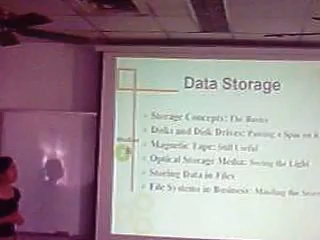 Data Storage
Storage Concepts: The Basics
Disks and Disk Drives: Putting a Spin on it
Magnetic Tape: Still Useful
Optical Storage Media: Seeing the Light
Storing Data in Files
File Systems in Business: Minding the